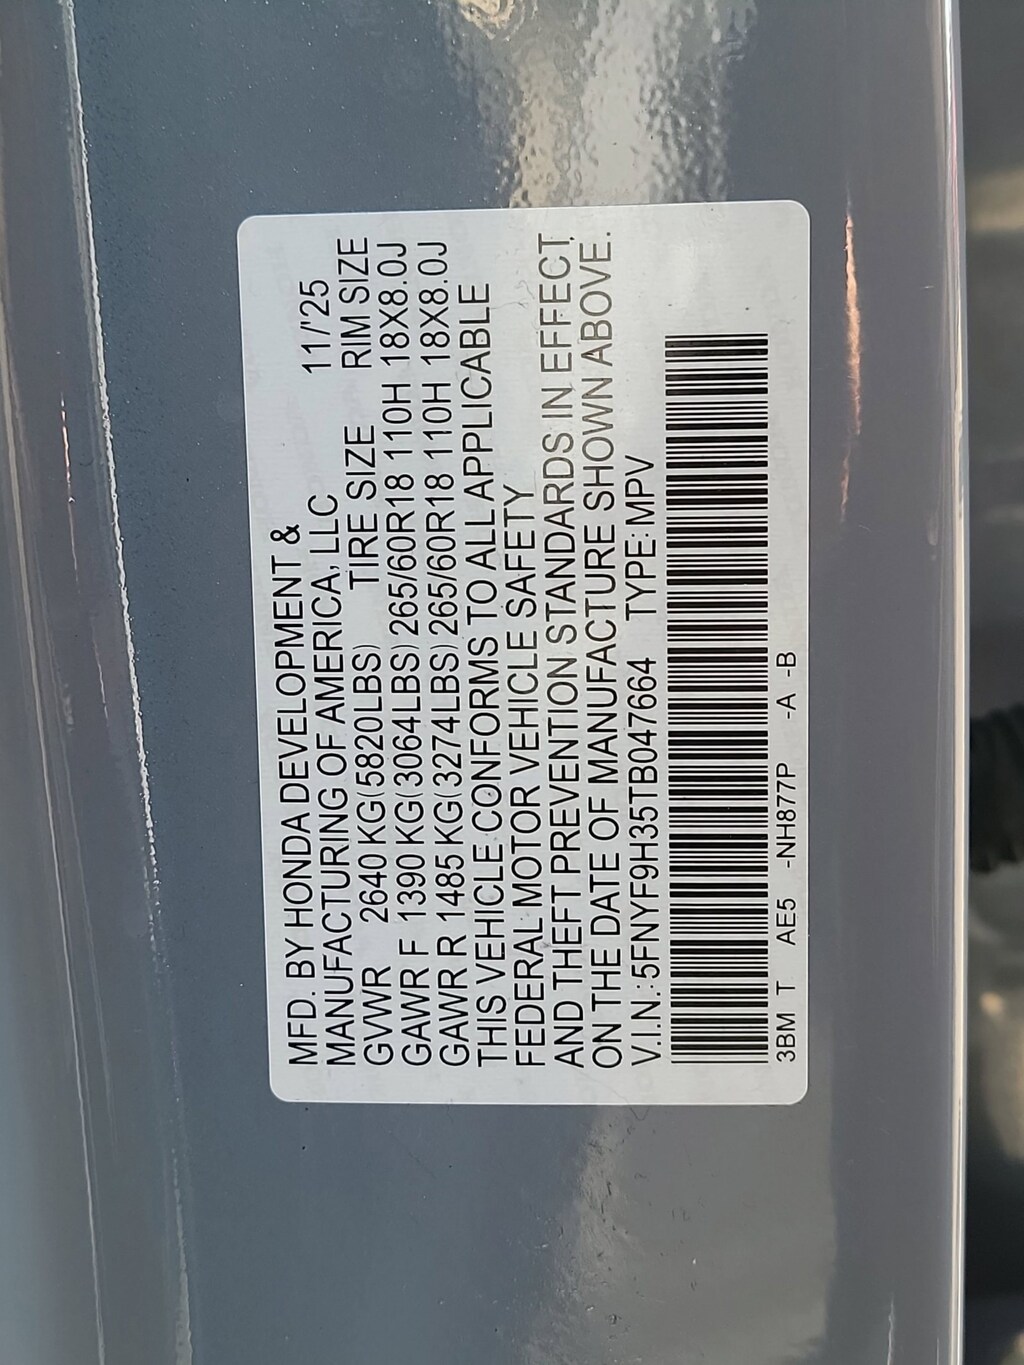 MFD. BY HONDA DEVELOPMENT &
MANUFACTURING OF AMERICA, LLC 11/'25
GVWR 2640 KG(5820LBS) TIRE SIZE RIM SIZE
GAWR F 1390 KG(3064LBS) 265/60R18 110H 18X8.0J
GAWR R 1485 KG(3274LBS) 265/60R18 110H 18X8.0J
THIS VEHICLE CONFORMS TO ALL APPLICABLE
FEDERAL MOTOR VEHICLE SAFETY
AND THEFT PREVENTION STANDARDS IN EFFECT
ON THE DATE OF MANUFACTURE SHOWN ABOVE.
V.I.N.: 5FNYF9H35TB047664 TYPE: MPV
3BM T AE5 -NH877P -A -B